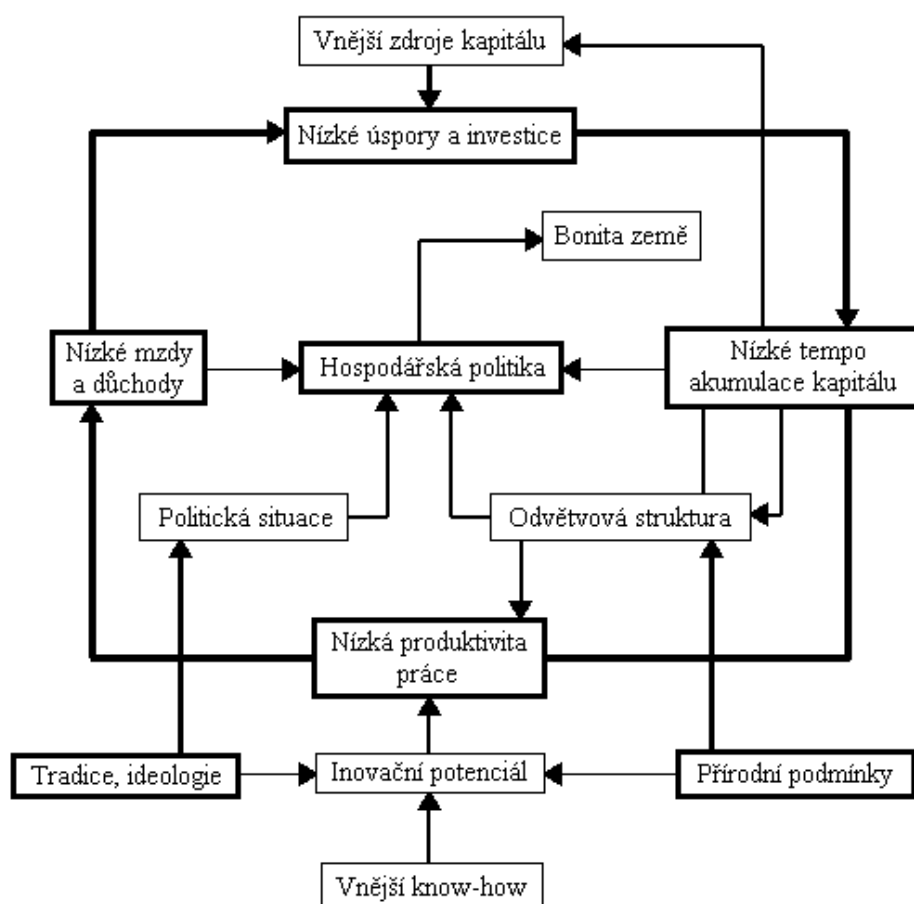 Vnější zdroje kapitálu
Nízké úspory a investice
Bonita země
Nízké mzdy
a důchody
Hospodářská politika
Nízké tempo
akumulace kapitálu
Politická situace
Odvětvová struktura
Nízká produktivita
práce
Tradice, ideologie
Inovační potenciál
Přírodní podmínky
Vnější know-how